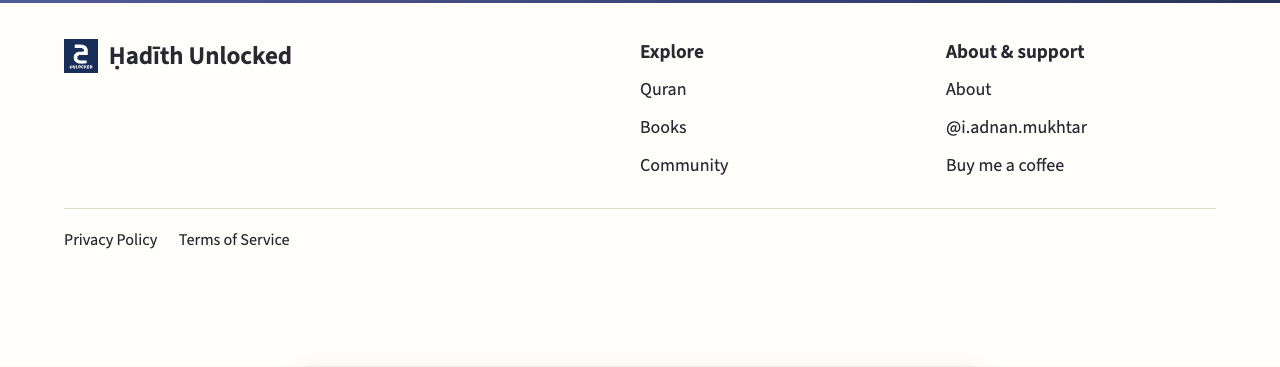 UNLOCKED
Ḥadīth Unlocked
Explore
Quran
Books
Community
About & support
About
@i.adnan.mukhtar
Buy me a coffee
Privacy Policy
Terms of Service